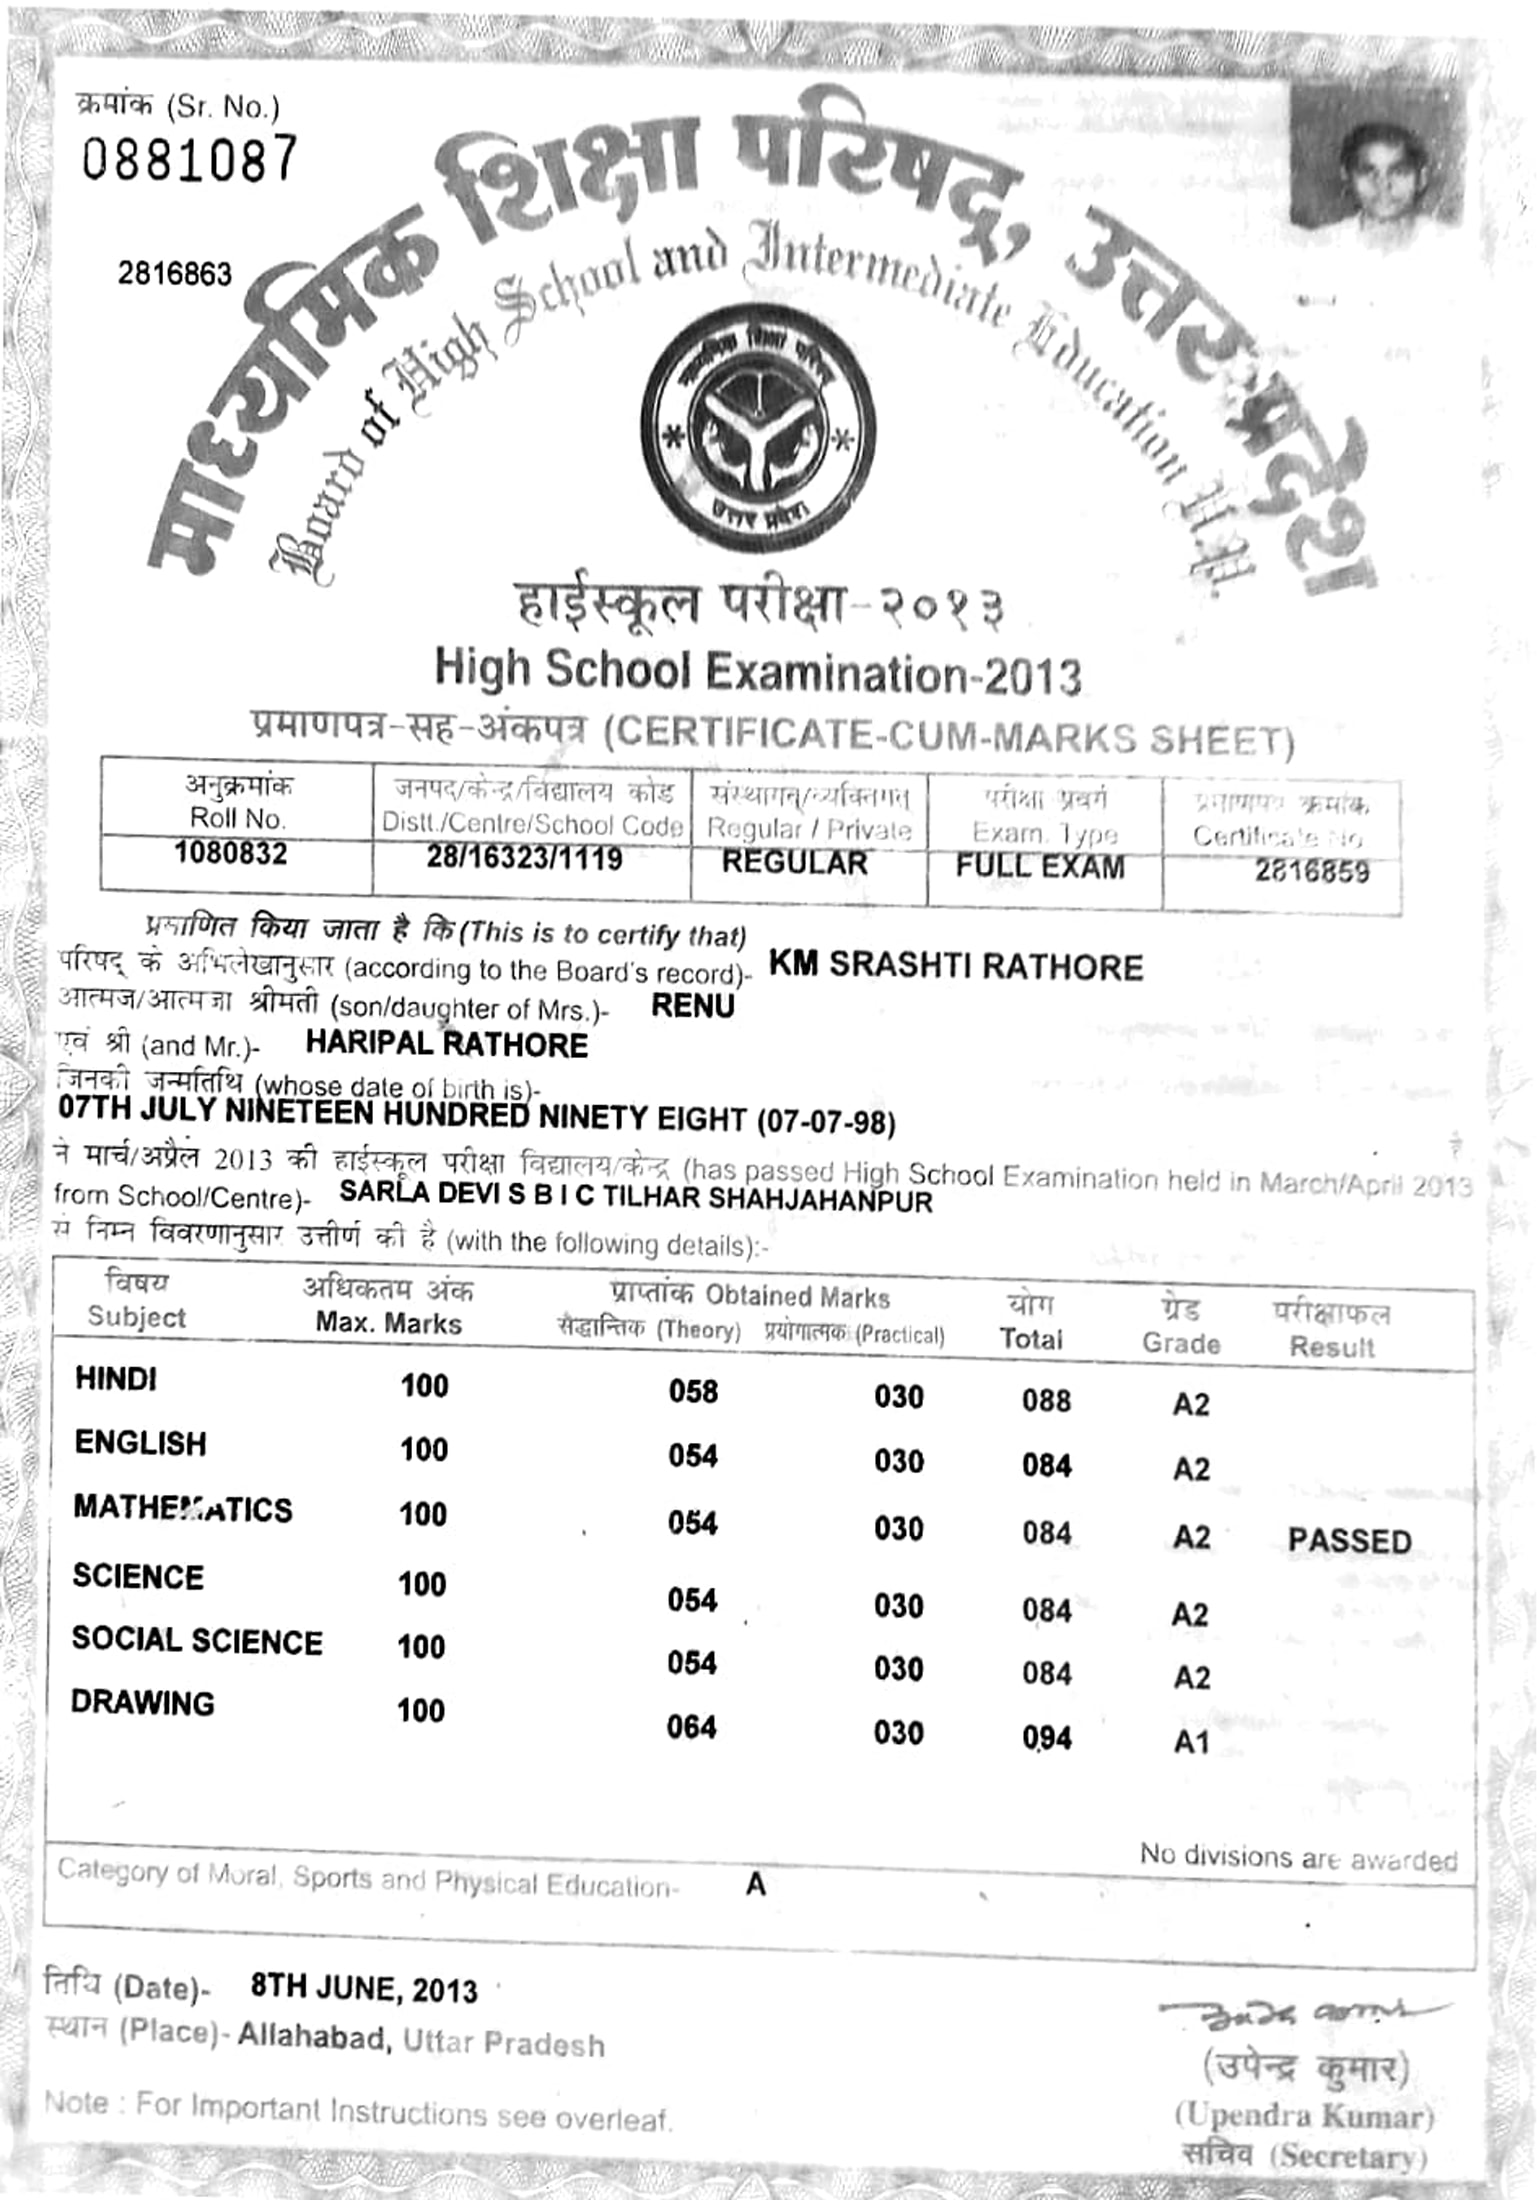 क्रमांक (Sr. No.)
0881087
2816863
माध्यमिक शिक्षा परिषद्, उत्तर प्रदेश
Board of High School and Intermediate Education U.P.
माध्यमिक शिक्षा परिषद्
उत्तर प्रदेश
हाईस्कूल परीक्षा-२०१३
High School Examination-2013
प्रमाणपत्र-सह-अंकपत्र (CERTIFICATE-CUM-MARKS SHEET)
अनुक्रमांक जनपद/केन्द्र/विद्यालय कोड संस्थागत्/व्यक्तिगत् परीक्षा प्रवर्ग प्रमाणपत्र क्रमांक
Roll No. Distt./Centre/School Code Regular / Private Exam. Type Certificate No
1080832 28/16323/1119 REGULAR FULL EXAM 2816859
प्रमाणित किया जाता है कि (This is to certify that)
परिषद् के अभिलेखानुसार (according to the Board's record)- KM SRASHTI RATHORE
आत्मज/आत्मजा श्रीमती (son/daughter of Mrs.)- RENU
एवं श्री (and Mr.)- HARIPAL RATHORE
जिनकी जन्मतिथि (whose date of birth is)-
07TH JULY NINETEEN HUNDRED NINETY EIGHT (07-07-98) है
ने मार्च/अप्रैल 2013 की हाईस्कूल परीक्षा विद्यालय/केन्द्र (has passed High School Examination held in March/April 2013
from School/Centre)- SARLA DEVI S B I C TILHAR SHAHJAHANPUR
से निम्न विवरणानुसार उत्तीर्ण की है (with the following details):-
विषय अधिकतम अंक प्राप्तांक Obtained Marks योग ग्रेड परीक्षाफल
Subject Max. Marks सैद्धान्तिक (Theory) प्रयोगात्मक (Practical) Total Grade Result
HINDI 100 058 030 088 A2
ENGLISH 100 054 030 084 A2
MATHEMATICS 100 054 030 084 A2 PASSED
SCIENCE 100 054 030 084 A2
SOCIAL SCIENCE 100 054 030 084 A2
DRAWING 100 064 030 094 A1
No divisions are awarded
Category of Moral, Sports and Physical Education- A
तिथि (Date)- 8TH JUNE, 2013
स्थान (Place)- Allahabad, Uttar Pradesh
(उपेन्द्र कुमार)
(Upendra Kumar)
सचिव (Secretary)
Note : For Important Instructions see overleaf.